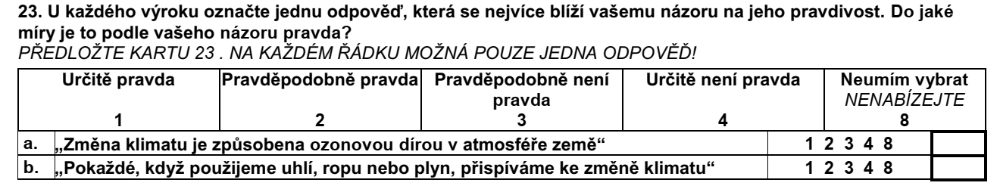 23. U každého výroku označte jednu odpověď, která se nejvíce blíží vašemu názoru na jeho pravdivost. Do jaké
míry je to podle vašeho názoru pravda?
PŘEDLOŽTE KARTU 23 . NA KAŽDÉM ŘÁDKU MOŽNÁ POUZE JEDNA ODPOVĚĎ!
Určitě pravda Pravděpodobně pravda Pravděpodobně není Určitě není pravda Neumím vybrat
pravda NENABÍZEJTE
1 2 3 4 8
a. „Změna klimatu je způsobena ozonovou dírou v atmosféře země“ 1 2 3 4 8
b. „Pokaždé, když použijeme uhlí, ropu nebo plyn, přispíváme ke změně klimatu“ 1 2 3 4 8